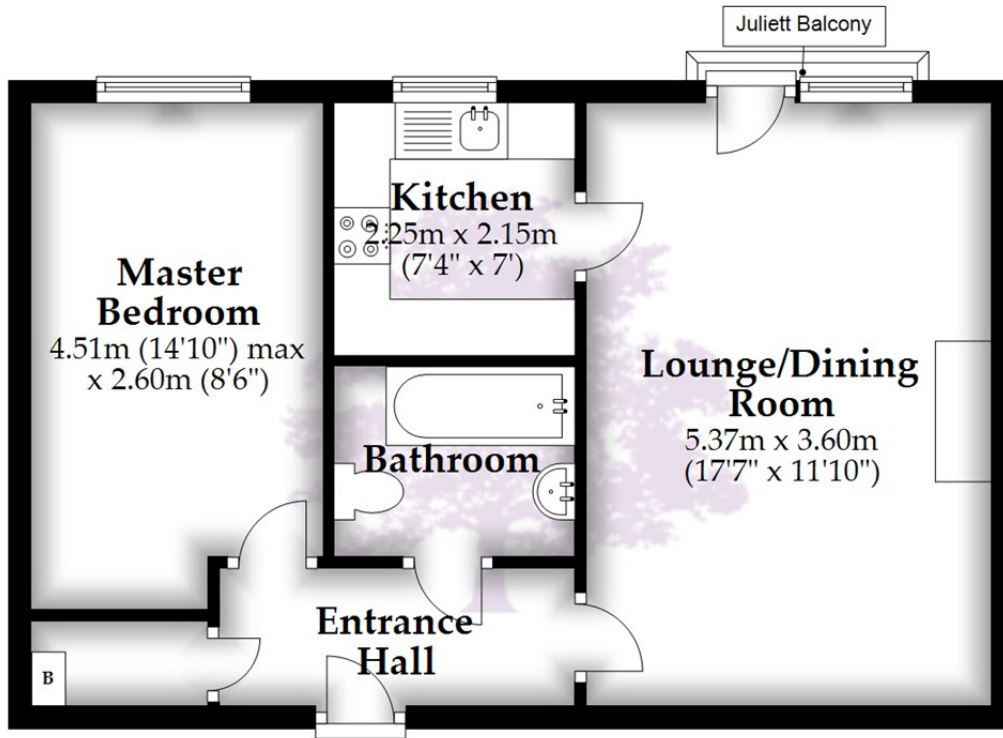 Juliett Balcony
Kitchen
2.25m x 2.15m
(7'4" x 7')
Master
Bedroom
4.51m (14'10") max
x 2.60m (8'6")
Lounge/Dining
Room
5.37m x 3.60m
(17'7" x 11'10")
Bathroom
Entrance
Hall
B